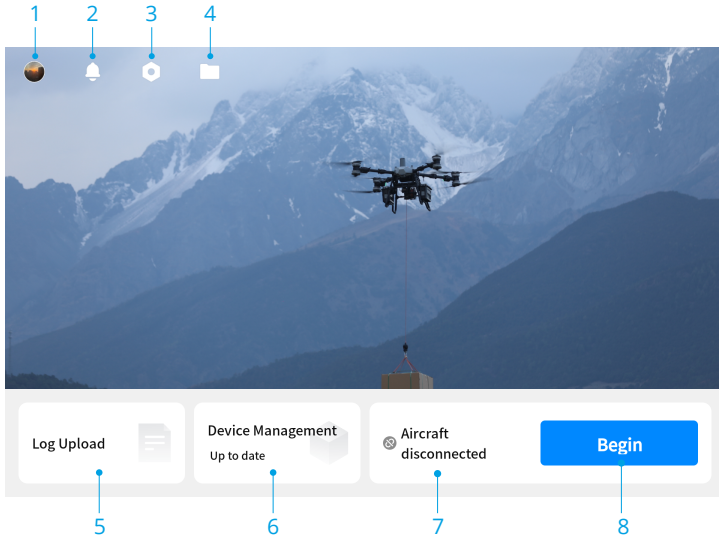 1 2 3 4
Log Upload
Device Management
Up to date
Aircraft
disconnected
Begin
5 6 7 8